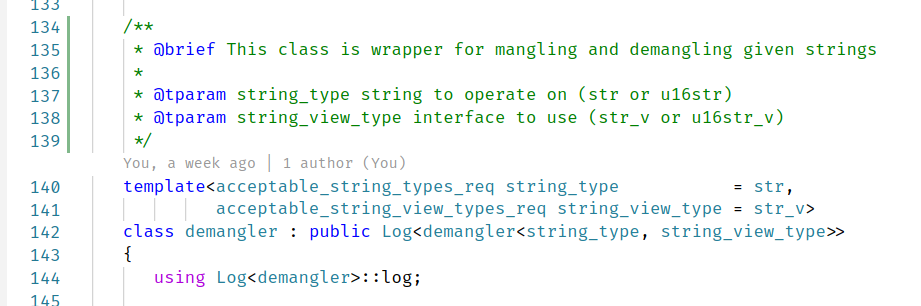 133
134 /**
135 * @brief This class is wrapper for mangling and demangling given strings
136 *
137 * @tparam string_type string to operate on (str or u16str)
138 * @tparam string_view_type interface to use (str_v or u16str_v)
139 */
You, a week ago | 1 author (You)
140 template<acceptable_string_types_req string_type = str,
141 acceptable_string_view_types_req string_view_type = str_v>
142 class demangler : public Log<demangler<string_type, string_view_type>>
143 {
144 using Log<demangler>::log;
145